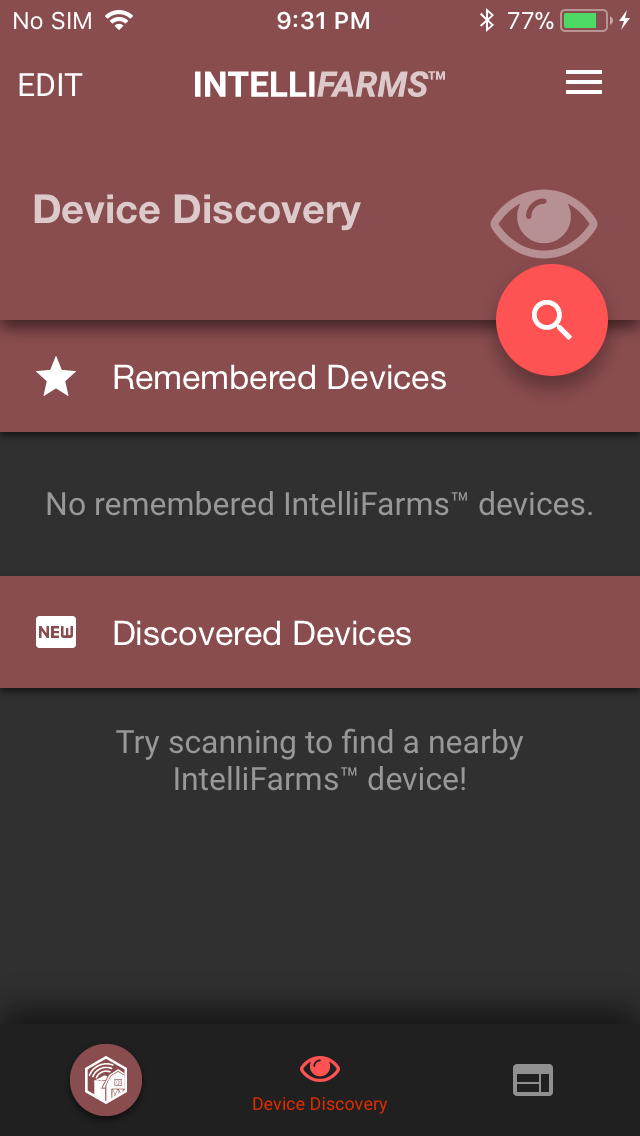 No SIM 9:31 PM 77%
EDIT INTELLIFARMS™
Device Discovery
Remembered Devices
No remembered IntelliFarms™ devices.
NEW Discovered Devices
Try scanning to find a nearby
IntelliFarms™ device!
Device Discovery